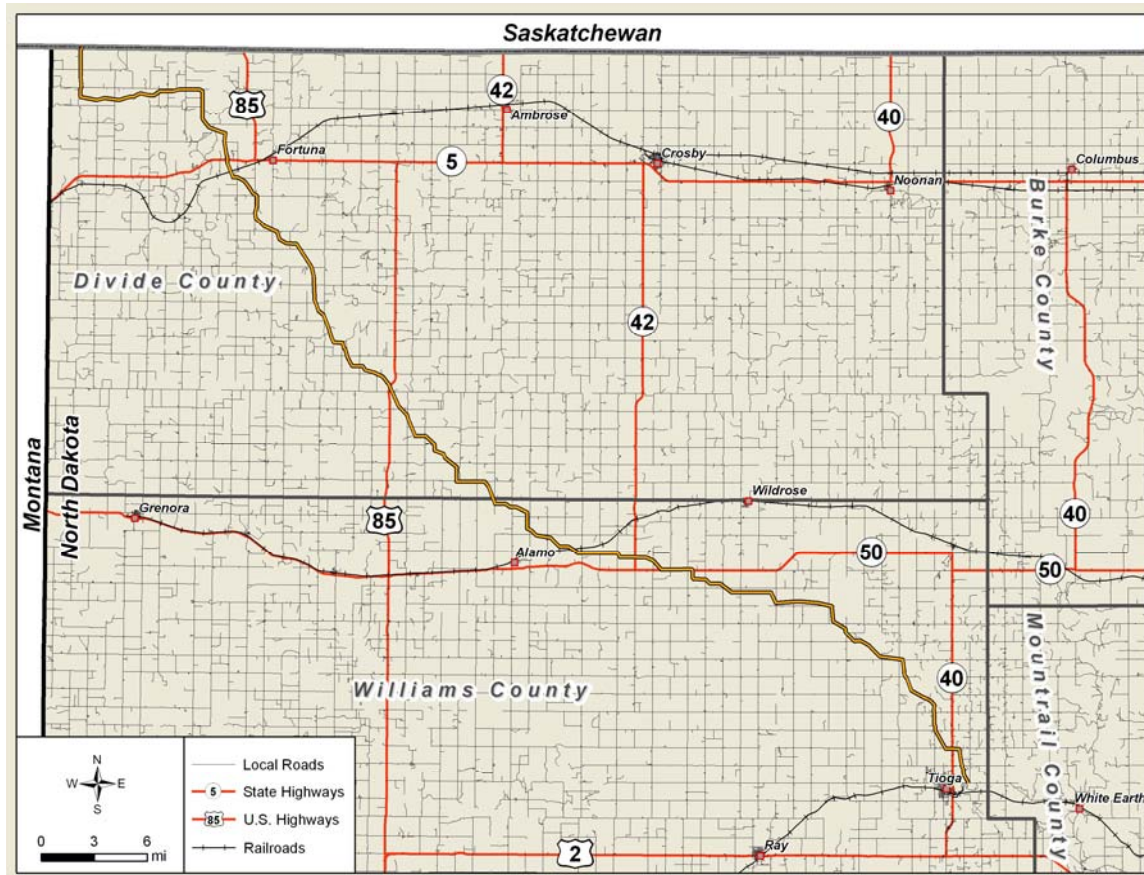 Saskatchewan
42
85
Ambrose
40
Fortuna
5
Crosby
Columbus
Noonan
Burke County
Divide County
42
Montana
North Dakota
Wildrose
Grenora
85
40
Alamo
50
50
Mountrail County
Williams County
40
N
W E
S
0 3 6
mi
Local Roads
5 State Highways
85 U.S. Highways
Railroads
Tioga
White Earth
Ray
2